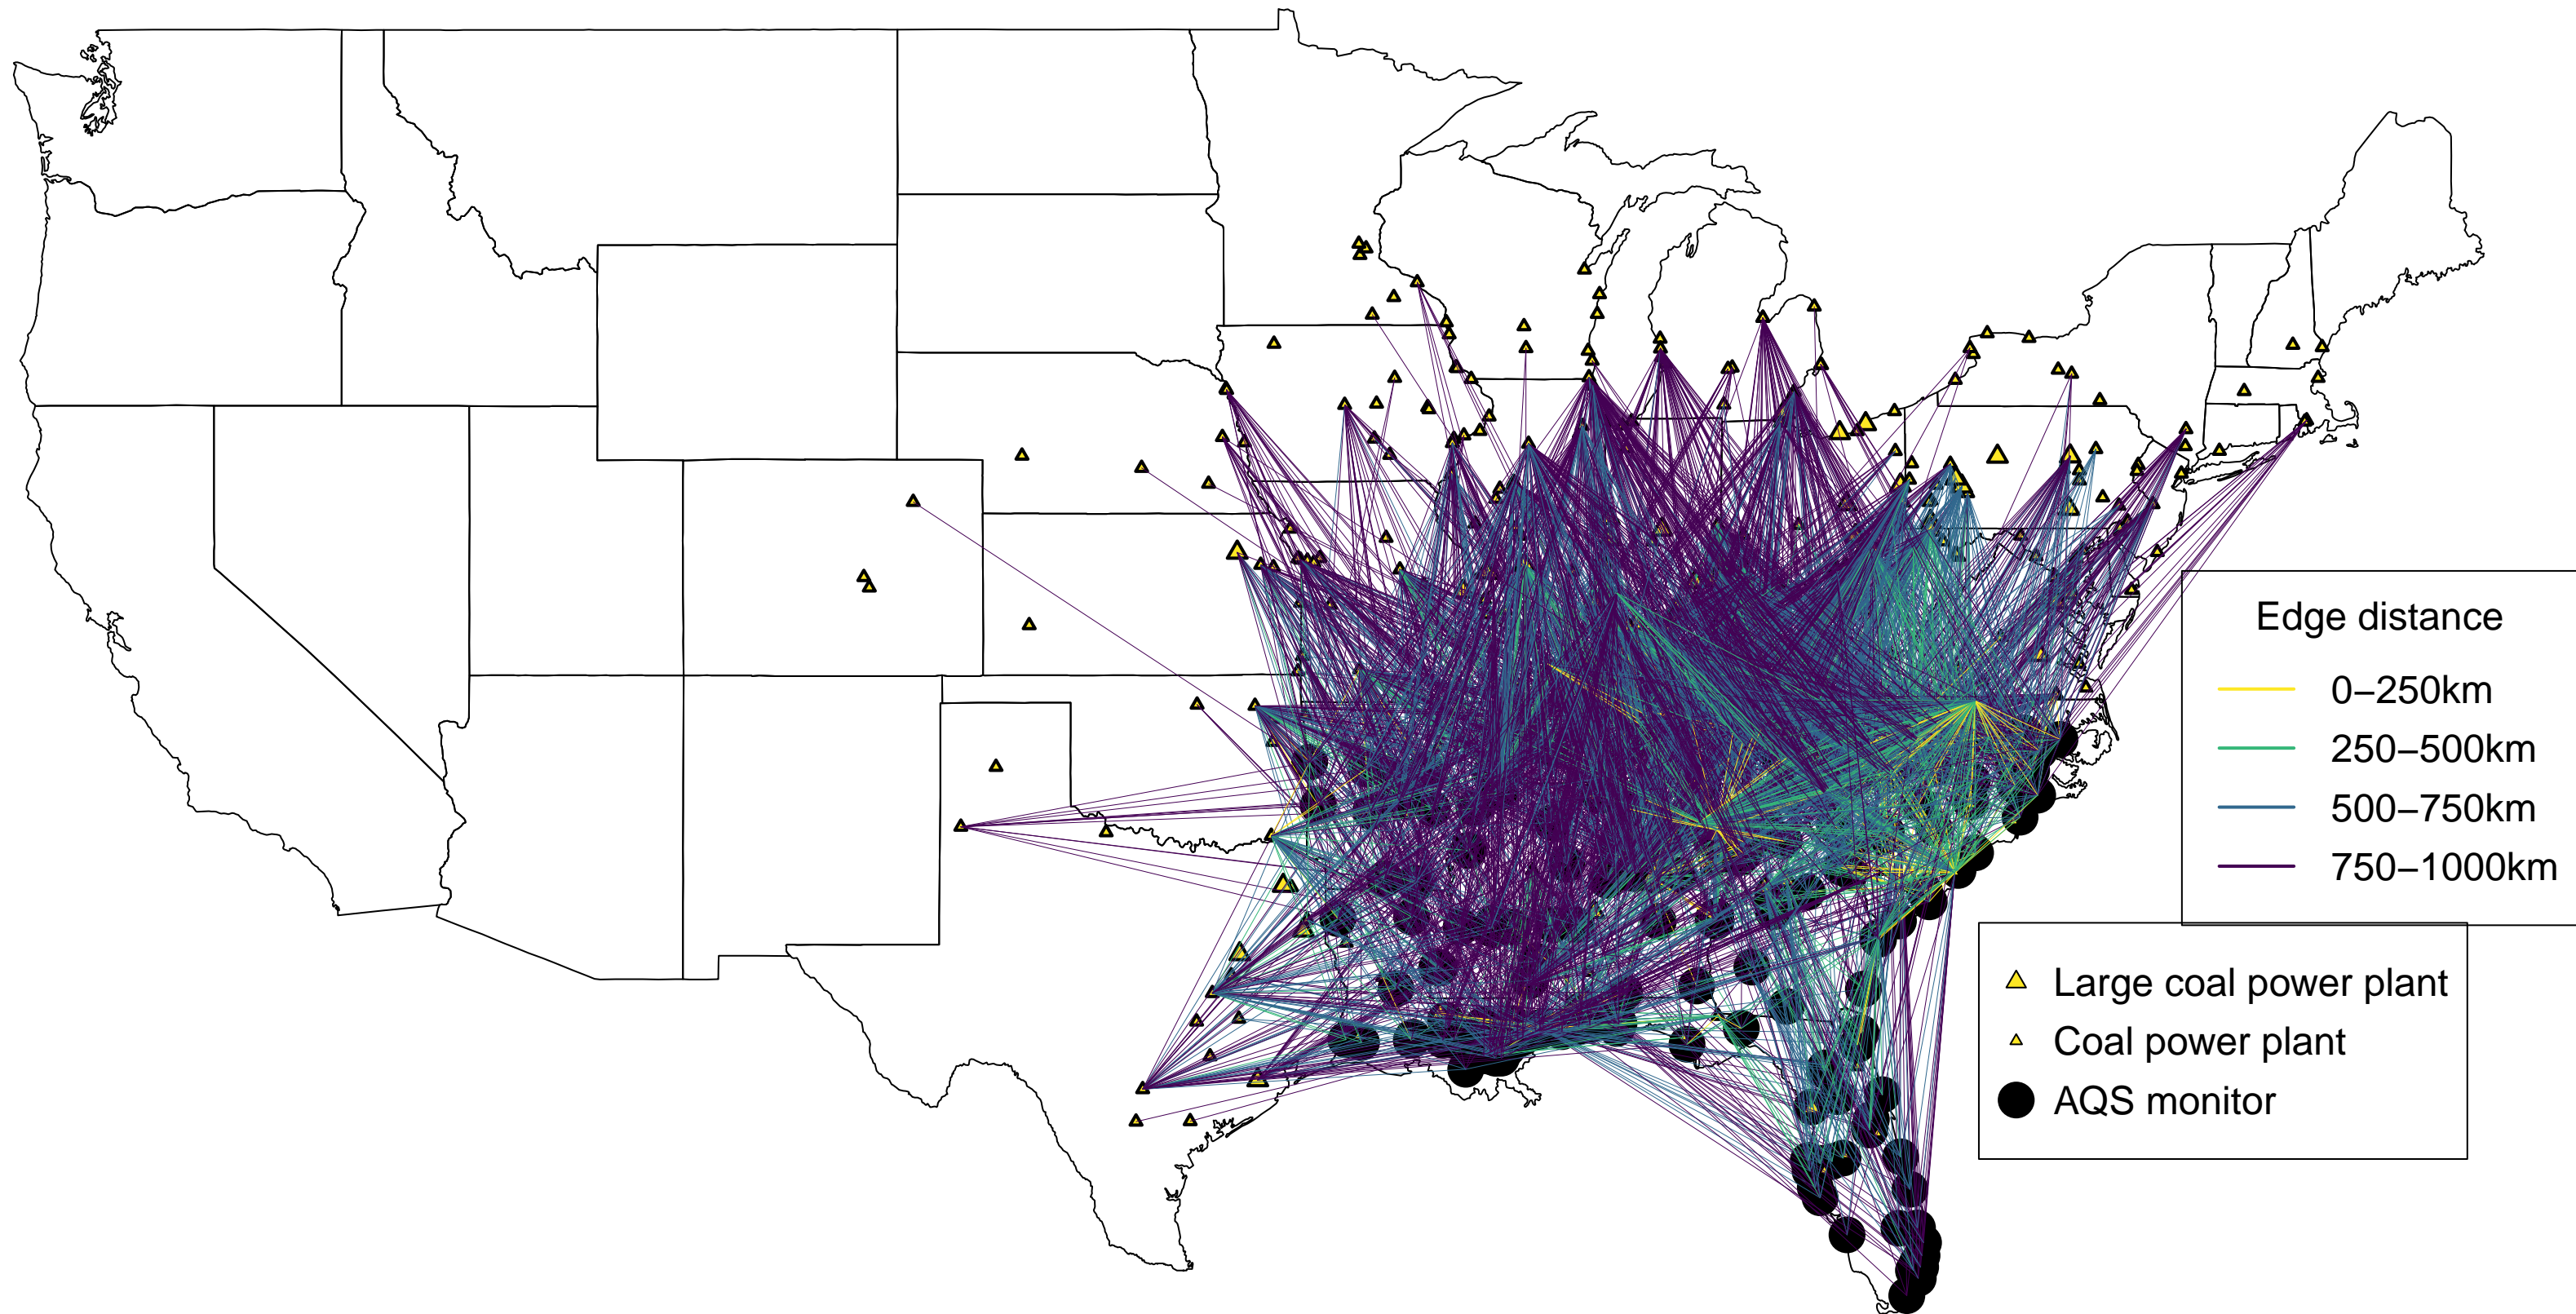 Edge distance
0−250km
250−500km
500−750km
750−1000km
Large coal power plant
Coal power plant
AQS monitor